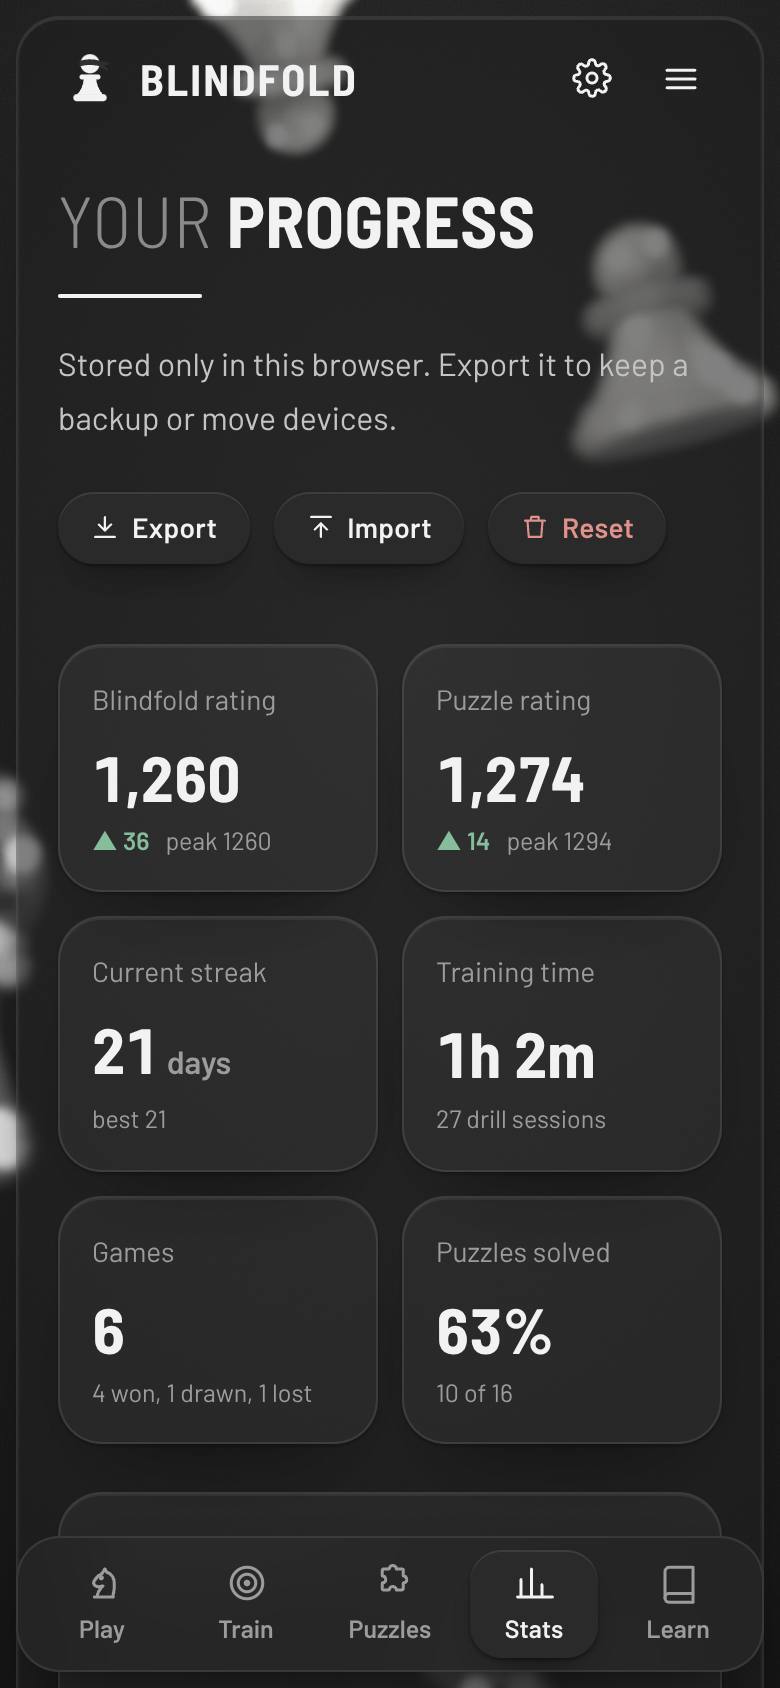 BLINDFOLD
YOUR PROGRESS
Stored only in this browser. Export it to keep a
backup or move devices.
Export Import Reset
Blindfold rating Puzzle rating
1,260 1,274
▲ 36 peak 1260 ▲ 14 peak 1294
Current streak Training time
21 days 1h 2m
best 21 27 drill sessions
Games Puzzles solved
6 63%
4 won, 1 drawn, 1 lost 10 of 16
Play Train Puzzles Stats Learn